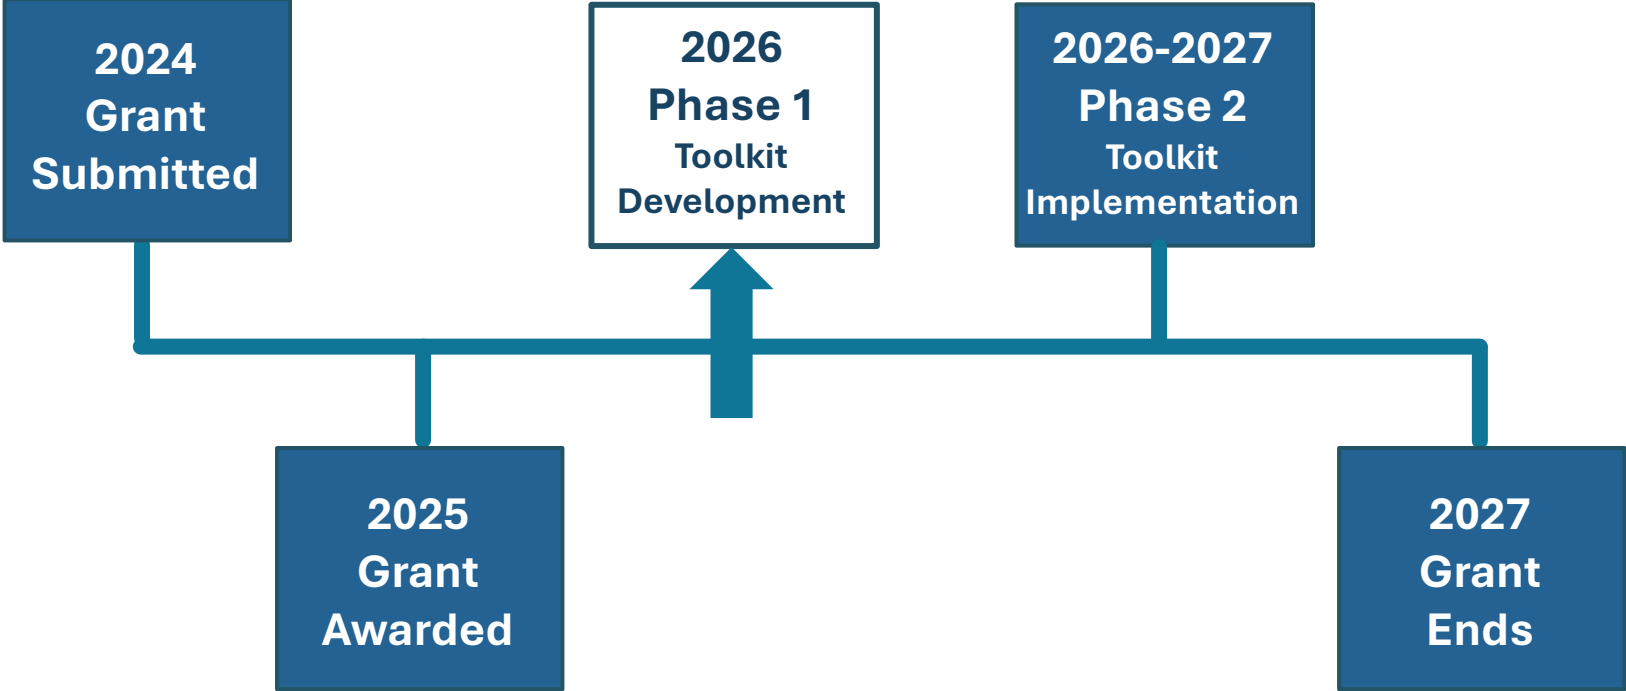 2024
Grant
Submitted
2025
Grant
Awarded
2026
Phase 1
Toolkit
Development
2026-2027
Phase 2
Toolkit
Implementation
2027
Grant
Ends